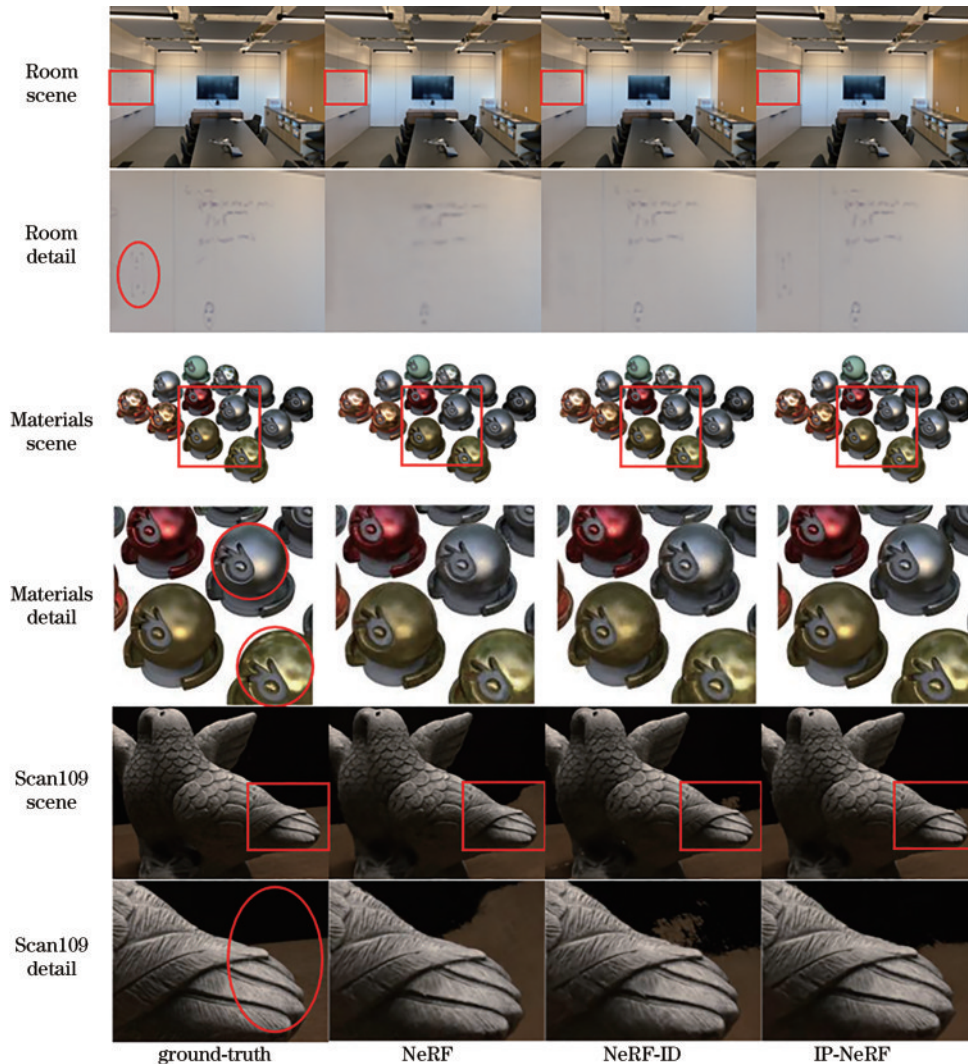 Room
scene
Room
detail
Materials
scene
Materials
detail
Scan109
scene
Scan109
detail
ground-truth
NeRF
NeRF-ID
IP-NeRF